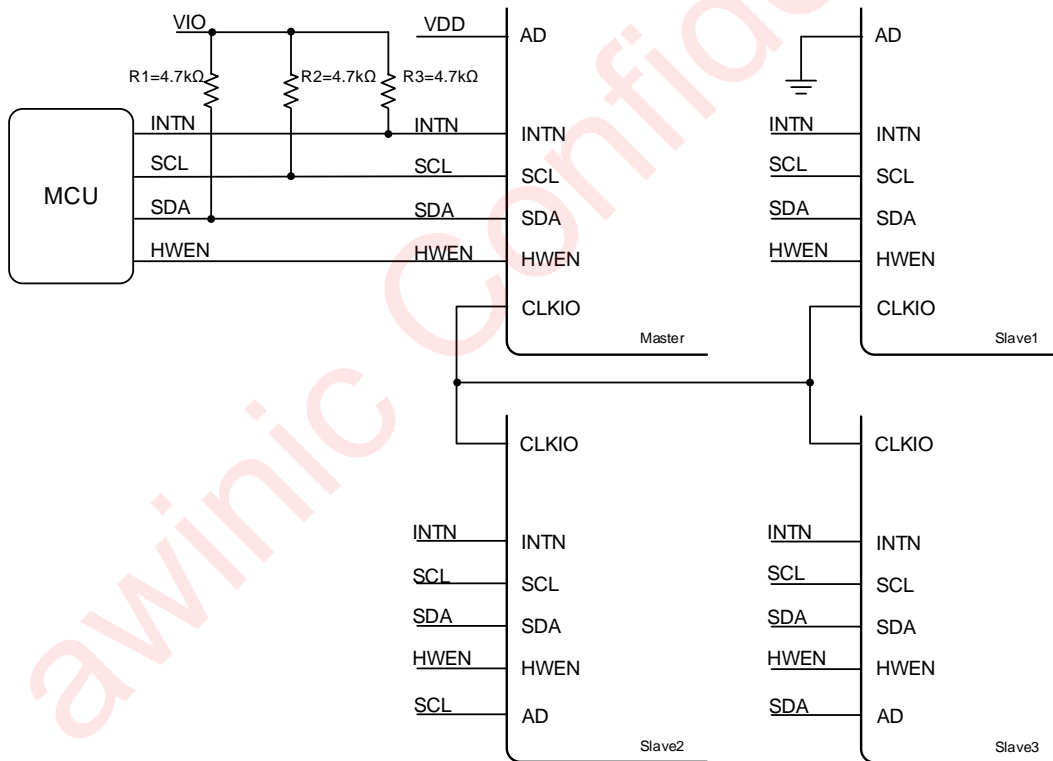 VIO
VDD
AD
AD
R1=4.7kΩ
R2=4.7kΩ
R3=4.7kΩ
MCU
INTN
INTN
INTN
INTN
INTN
SCL
SCL
SCL
SCL
SCL
SDA
SDA
SDA
SDA
SDA
HWEN
HWEN
HWEN
HWEN
HWEN
CLKIO
CLKIO
Master
Slave1
CLKIO
CLKIO
INTN
INTN
INTN
INTN
SCL
SCL
SCL
SCL
SDA
SDA
SDA
SDA
HWEN
HWEN
HWEN
HWEN
SCL
AD
SDA
AD
Slave2
Slave3
awinic Confide